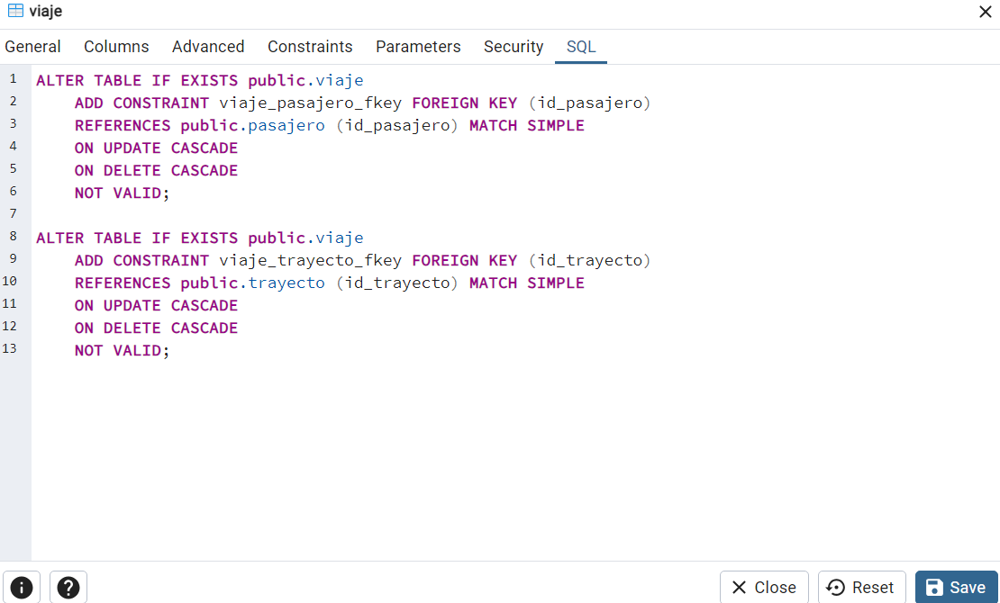 viaje
General Columns Advanced Constraints Parameters Security SQL
1 ALTER TABLE IF EXISTS public.viaje
2     ADD CONSTRAINT viaje_pasajero_fkey FOREIGN KEY (id_pasajero)
3     REFERENCES public.pasajero (id_pasajero) MATCH SIMPLE
4     ON UPDATE CASCADE
5     ON DELETE CASCADE
6     NOT VALID;
7
8 ALTER TABLE IF EXISTS public.viaje
9     ADD CONSTRAINT viaje_trayecto_fkey FOREIGN KEY (id_trayecto)
10     REFERENCES public.trayecto (id_trayecto) MATCH SIMPLE
11     ON UPDATE CASCADE
12     ON DELETE CASCADE
13     NOT VALID;
Close Reset Save